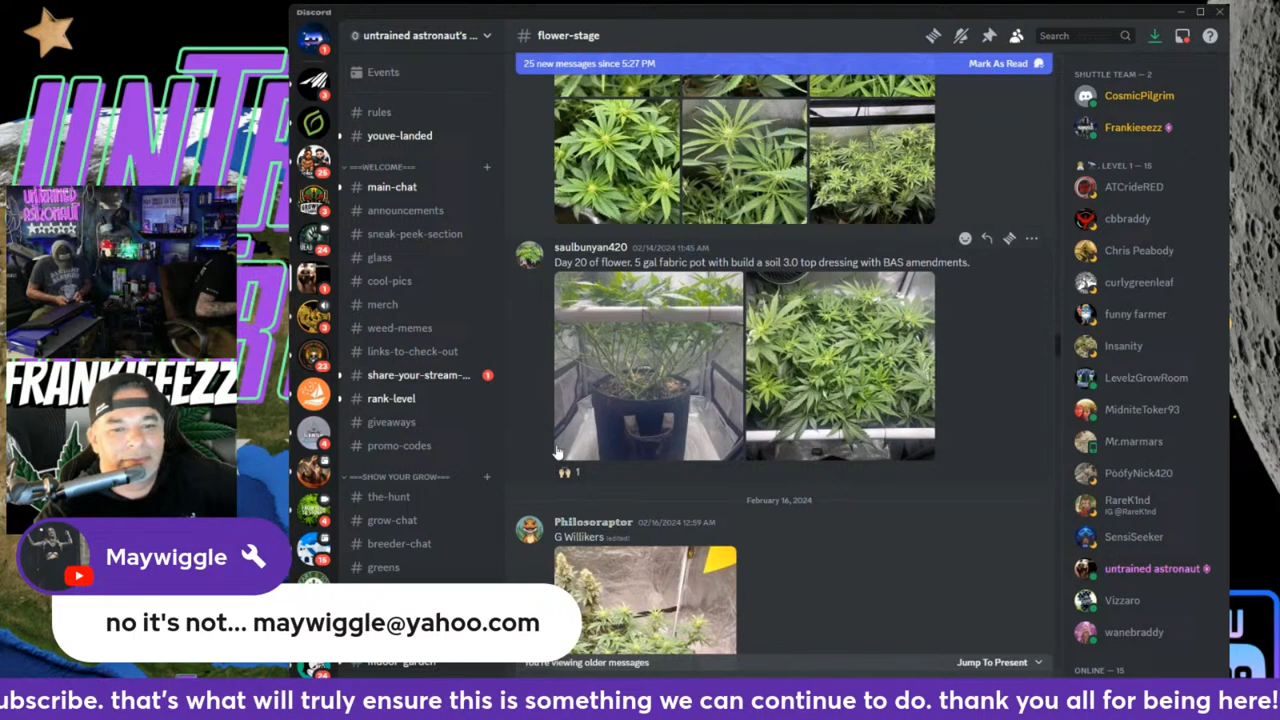 Discord
untrained astronaut's ...
# flower-stage
Search
25 new messages since 5:27 PM
Mark As Read
Events
rules
youve-landed
===WELCOME===
main-chat
announcements
sneak-peek-section
glass
cool-pics
merch
weed-memes
links-to-check-out
share-your-stream-...
1
rank-level
giveaways
promo-codes
===SHOW YOUR GROW===
the-hunt
grow-chat
breeder-chat
greens
saulbunyan420 02/14/2024 11:45 AM
Day 20 of flower. 5 gal fabric pot with build a soil 3.0 top dressing with BAS amendments.
1
February 16, 2024
Philosoraptor 02/16/2024 12:59 AM
G Willikers (edited)
You're viewing older messages
Jump To Present
SHUTTLE TEAM — 2
CosmicPilgrim
Frankieeezz
LEVEL 1 — 15
ATCrideRED
cbbraddy
Chris Peabody
curlygreenleaf
funny farmer
Insanity
LevelzGrowRoom
MidniteToker93
Mr.marmars
PòófyNick420
RareK1nd
IG @RareK1nd
SensiSeeker
untrained astronaut
Vizzaro
wanebraddy
ONLINE — 15
UNTRAINED
ASTRONAUT
FRANKIEEEZZ
Maywiggle
no it's not... maywiggle@yahoo.com
ubscribe. that's what will truly ensure this is something we can continue to do. thank you all for being here!